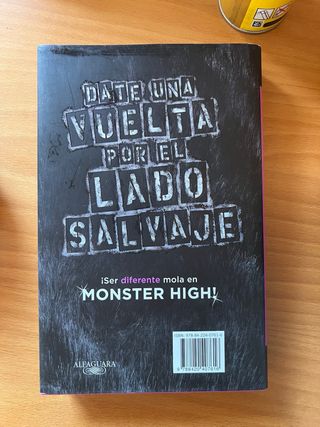 DATE UNA
VUELTA
POR EL
LADO
SALVAJE
¡Ser diferente mola en
MONSTER HIGH!
ALFAGUARA